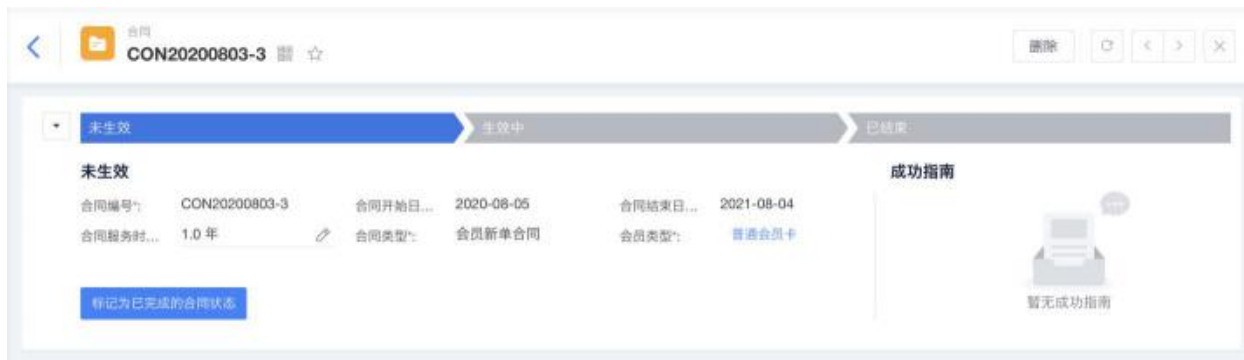 合同
CON20200803-3
删除
未生效
生效中
已结束
未生效
成功指南
合同编号*: CON20200803-3 合同开始日... 2020-08-05 合同结束日... 2021-08-04
合同服务时... 1.0 年 合同类型*: 会员新单合同 会员类型*: 普通会员卡
标记为已完成的合同状态
暂无成功指南